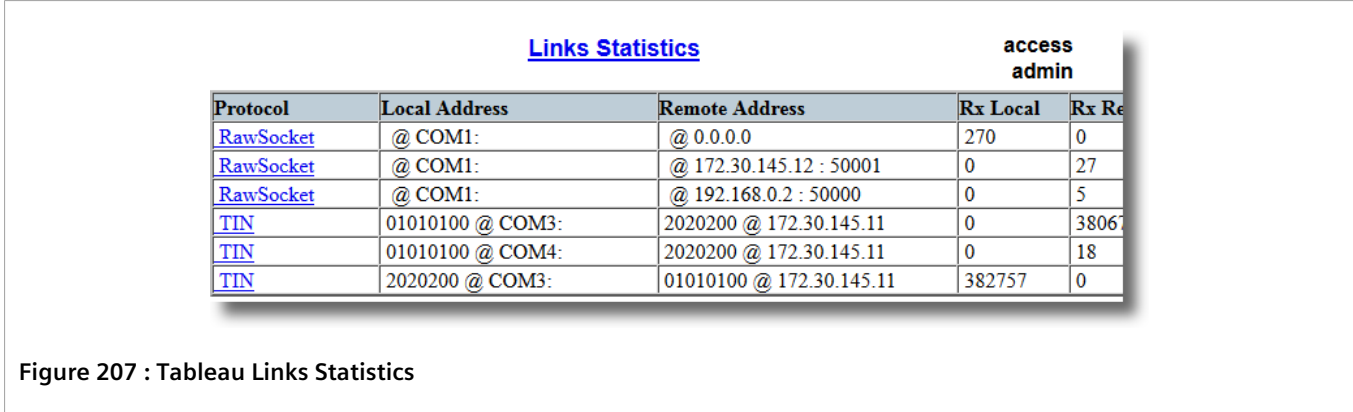 Links Statistics access
admin
Protocol Local Address Remote Address Rx Local Rx Re
RawSocket @ COM1: @ 0.0.0.0 270 0
RawSocket @ COM1: @ 172.30.145.12 : 50001 0 27
RawSocket @ COM1: @ 192.168.0.2 : 50000 0 5
TIN 01010100 @ COM3: 2020200 @ 172.30.145.11 0 38067
TIN 01010100 @ COM4: 2020200 @ 172.30.145.11 0 18
TIN 2020200 @ COM3: 01010100 @ 172.30.145.11 382757 0
Figure 207 : Tableau Links Statistics